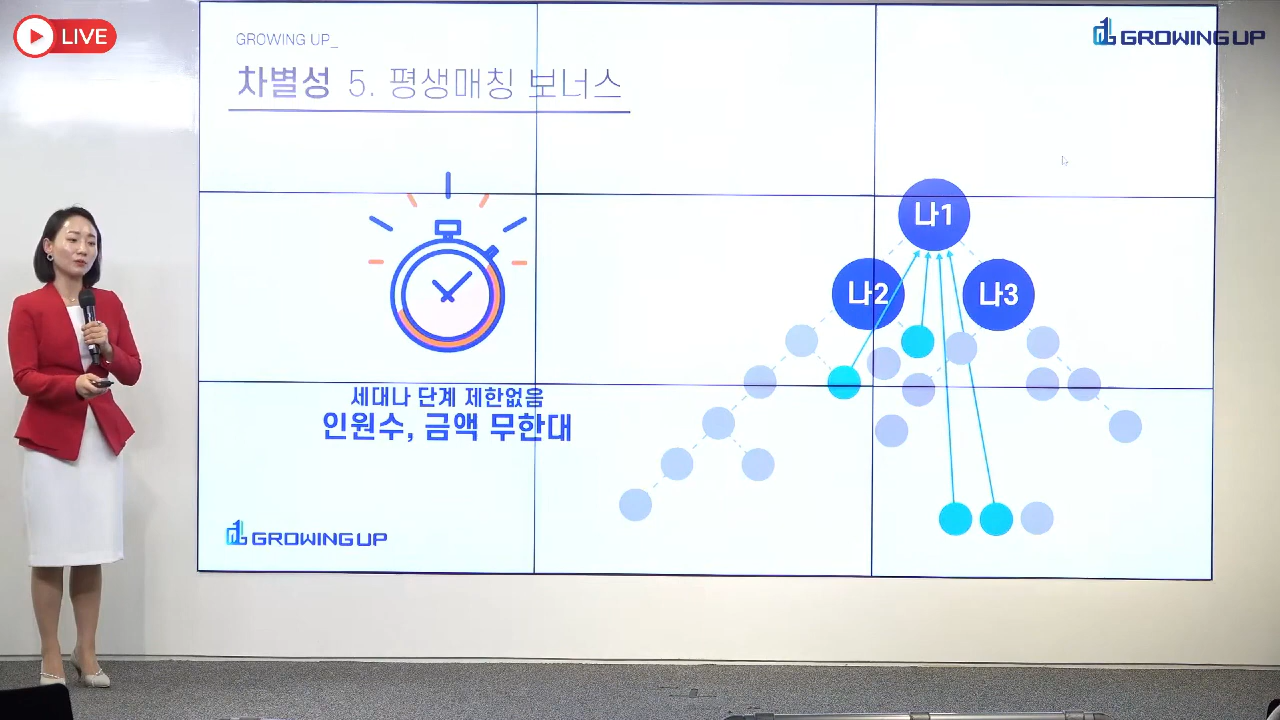 LIVE
GROWING UP
GROWING UP_
차별성 5. 평생매칭 보너스
나1
나2
나3
세대나 단계 제한없음
인원수, 금액 무한대
GROWING UP